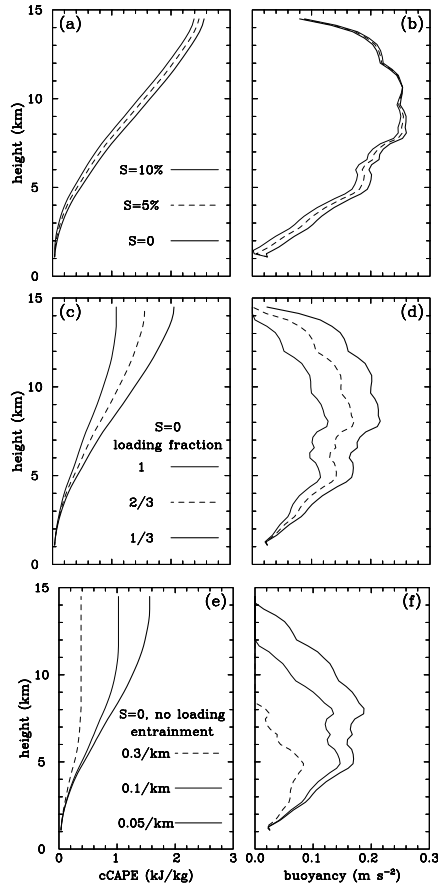 15
(a)
(b)
10
height (km)
S=10%
5
S=5%
S=0
0
15
(c)
(d)
10
height (km)
S=0
loading fraction
5
1
2/3
1/3
0
15
(e)
(f)
10
height (km)
S=0, no loading
entrainment
5
0.3/km
0.1/km
0.05/km
0
0 1 2 3 0.0 0.1 0.2 0.3
cCAPE (kJ/kg) buoyancy (m s⁻²)